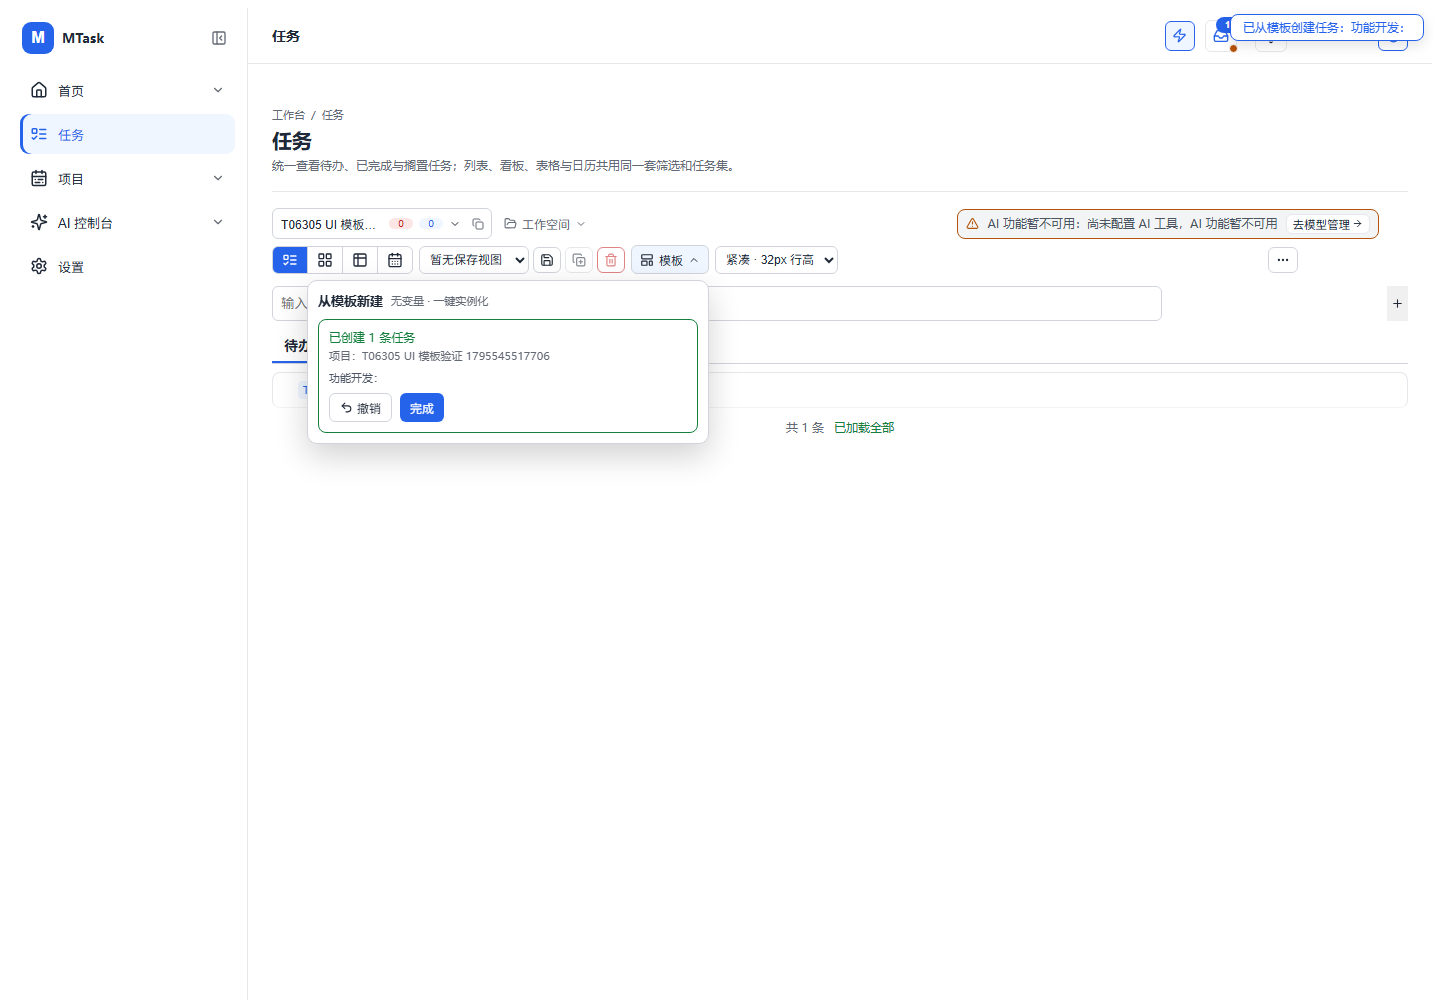 M MTask
首页
任务
项目
AI 控制台
设置
任务
1
已从模板创建任务：功能开发：
工作台 / 任务
任务
统一查看待办、已完成与搁置任务；列表、看板、表格与日历共用同一套筛选和任务集。
T06305 UI 模板... 0 0
工作空间
AI 功能暂不可用：尚未配置 AI 工具，AI 功能暂不可用 去模型管理
暂无保存视图
模板
紧凑 · 32px 行高
输入
从模板新建 无变量 · 一键实例化
已创建 1 条任务
项目：T06305 UI 模板验证 1795545517706
功能开发：
撤销 完成
待办
T
共 1 条 已加载全部